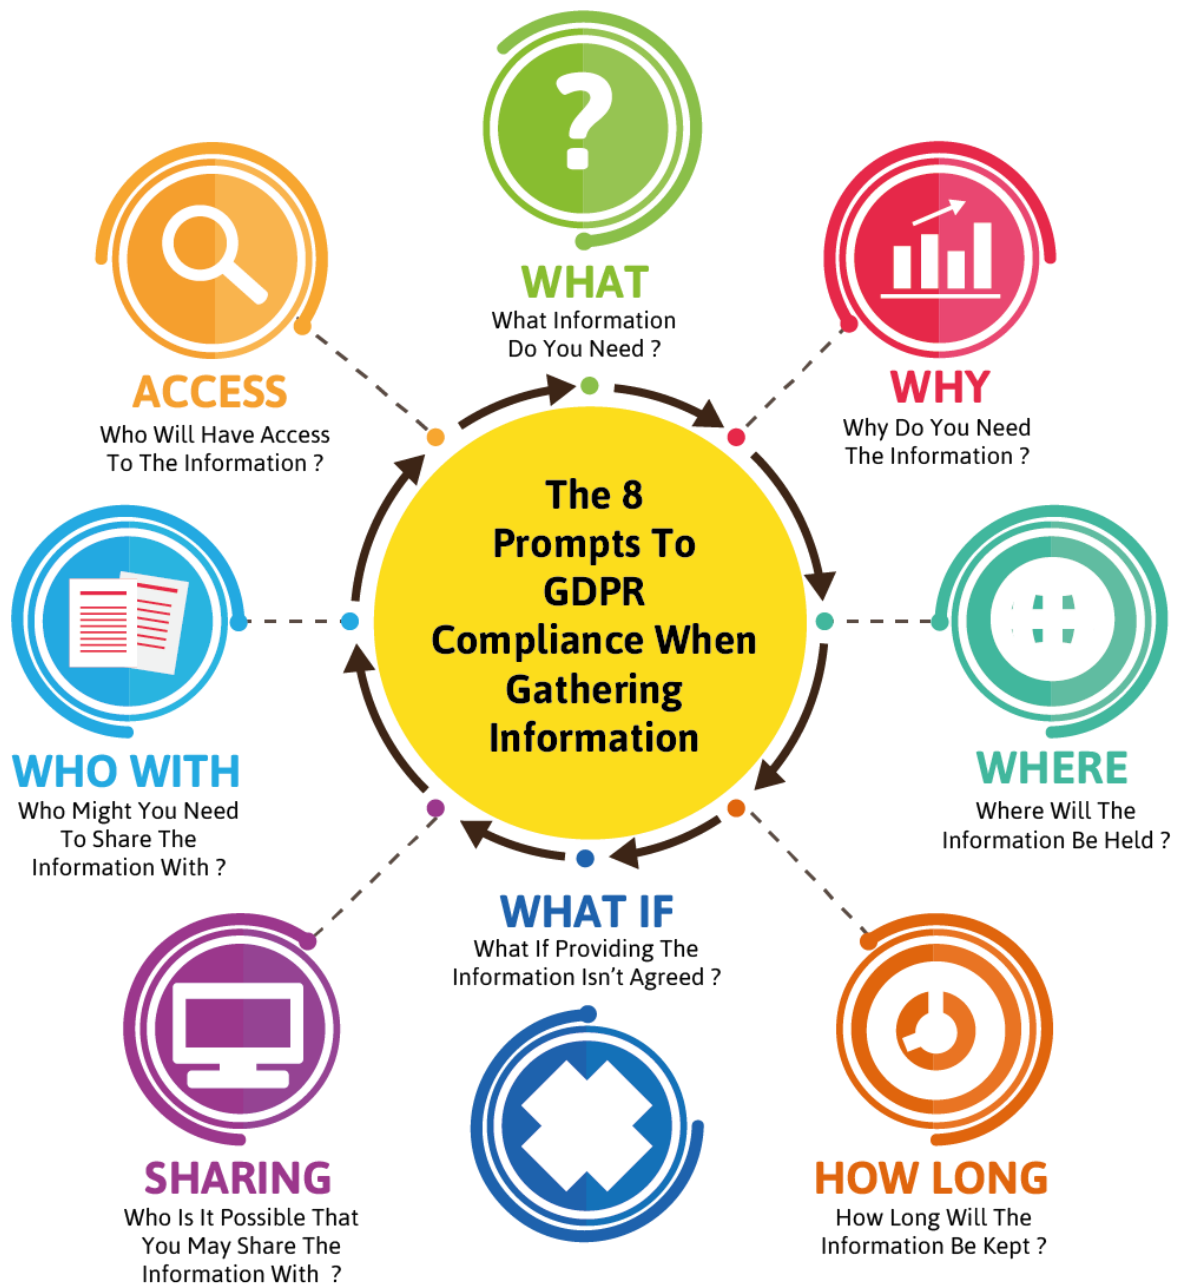 WHAT
What Information
Do You Need ?
WHY
Why Do You Need
The Information ?
WHERE
Where Will The
Information Be Held ?
HOW LONG
How Long Will The
Information Be Kept ?
WHAT IF
What If Providing The
Information Isn't Agreed ?
SHARING
Who Is It Possible That
You May Share The
Information With  ?
WHO WITH
Who Might You Need
To Share The
Information With ?
ACCESS
Who Will Have Access
To The Information ?
The 8
Prompts To
GDPR
Compliance When
Gathering
Information